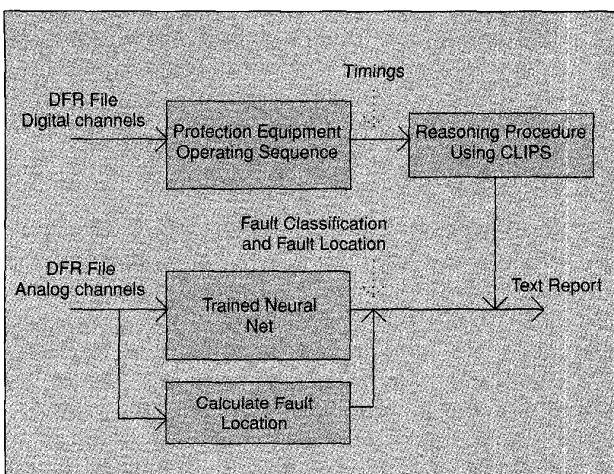 Timings
DFR File
Digital channels
Protection Equipment
Operating Sequence
Reasoning Procedure
Using CLIPS
Fault Classification
and Fault Location
DFR File
Analog channels
Trained Neural
Net
Text Report
Calculate Fault
Location